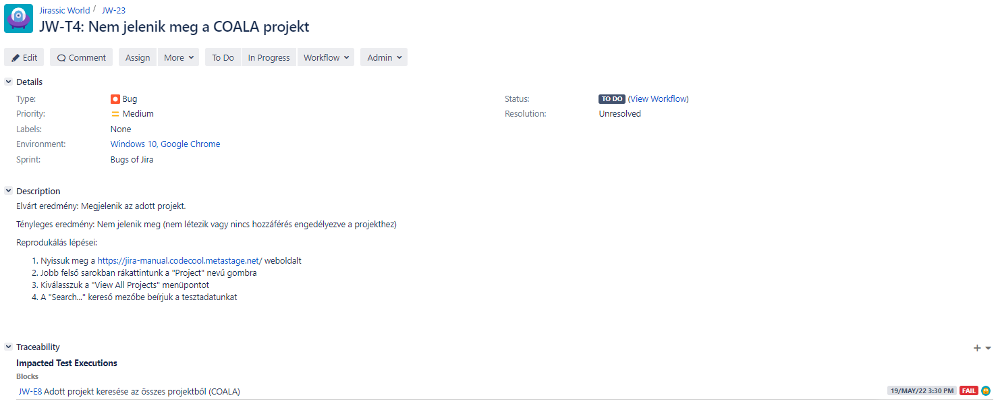 Jirassic World / JW-23
JW-T4: Nem jelenik meg a COALA projekt
Edit Comment Assign More To Do In Progress Workflow Admin
Details
Type: Bug Status: TO DO (View Workflow)
Priority: Medium Resolution: Unresolved
Labels: None
Environment: Windows 10, Google Chrome
Sprint: Bugs of Jira
Description
Elvárt eredmény: Megjelenik az adott projekt.
Tényleges eredmény: Nem jelenik meg (nem létezik vagy nincs hozzáférés engedélyezve a projekthez)
Reprodukálás lépései:
1. Nyissuk meg a https://jira-manual.codecool.metastage.net/ weboldalt
2. Jobb felső sarokban rákattintunk a "Project" nevű gombra
3. Kiválasszuk a "View All Projects" menüpontot
4. A "Search..." kereső mezőbe beírjuk a tesztadatunkat
Traceability
Impacted Test Executions
Blocks
JW-E8 Adott projekt keresése az összes projektből (COALA) 19/MAY/22 3:30 PM FAIL